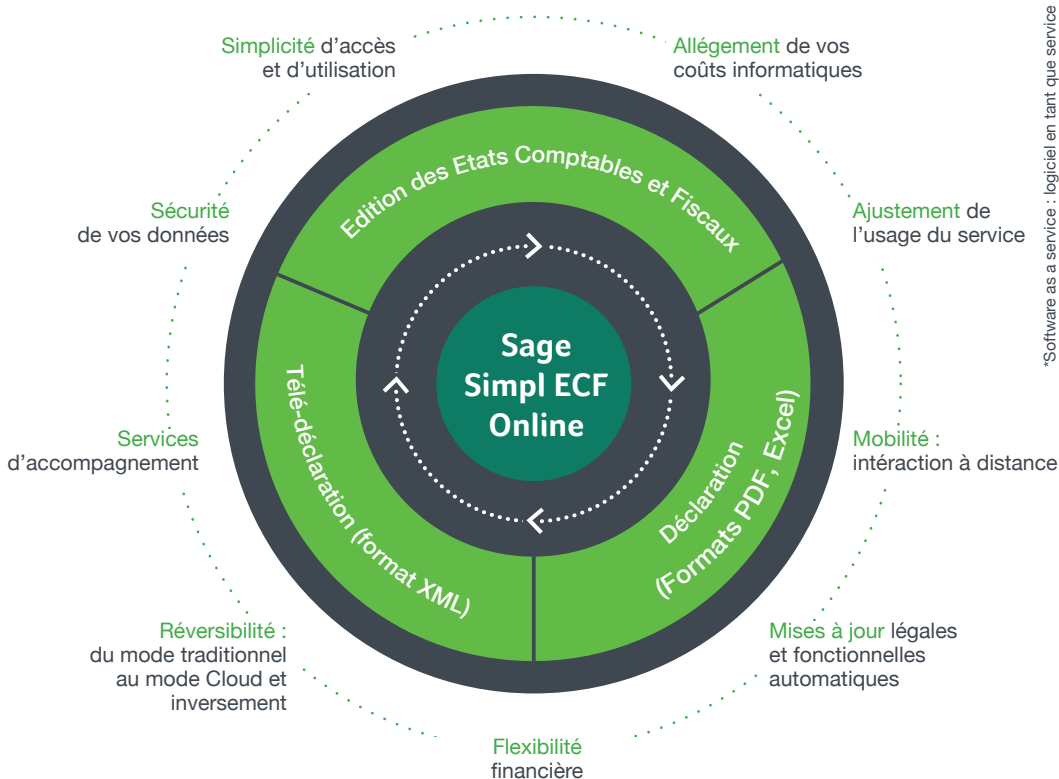 Simplicité d’accès
et d’utilisation
Allégement de vos
coûts informatiques
*Software as a service : logiciel en tant que service
Sécurité
de vos données
Ajustement de
l’usage du service
Edition des Etats Comptables et Fiscaux
Sage
Simpl ECF
Online
Télé-déclaration (format XML)
Déclaration
(Formats PDF, Excel)
Services
d’accompagnement
Mobilité :
intéraction à distance
Réversibilité :
du mode traditionnel
au mode Cloud et
inversement
Mises à jour légales
et fonctionnelles
automatiques
Flexibilité
financière